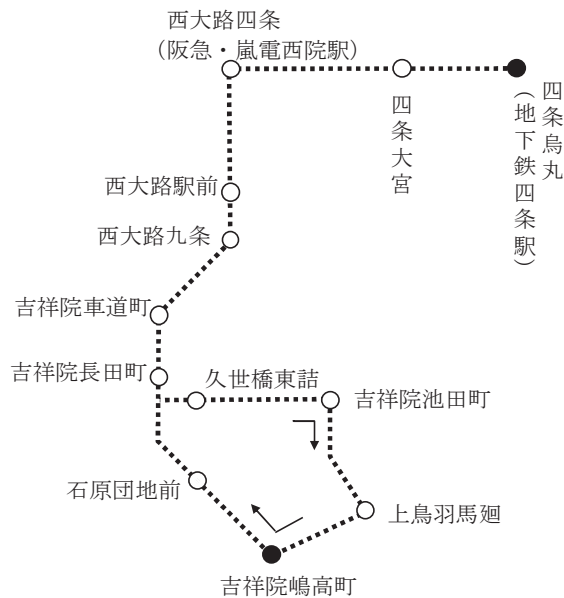 西大路四条
（阪急・嵐電西院駅）
四条大宮
四条烏丸
（地下鉄四条駅）
西大路駅前
西大路九条
吉祥院車道町
吉祥院長田町
久世橋東詰
吉祥院池田町
石原団地前
上鳥羽馬廻
吉祥院嶋高町